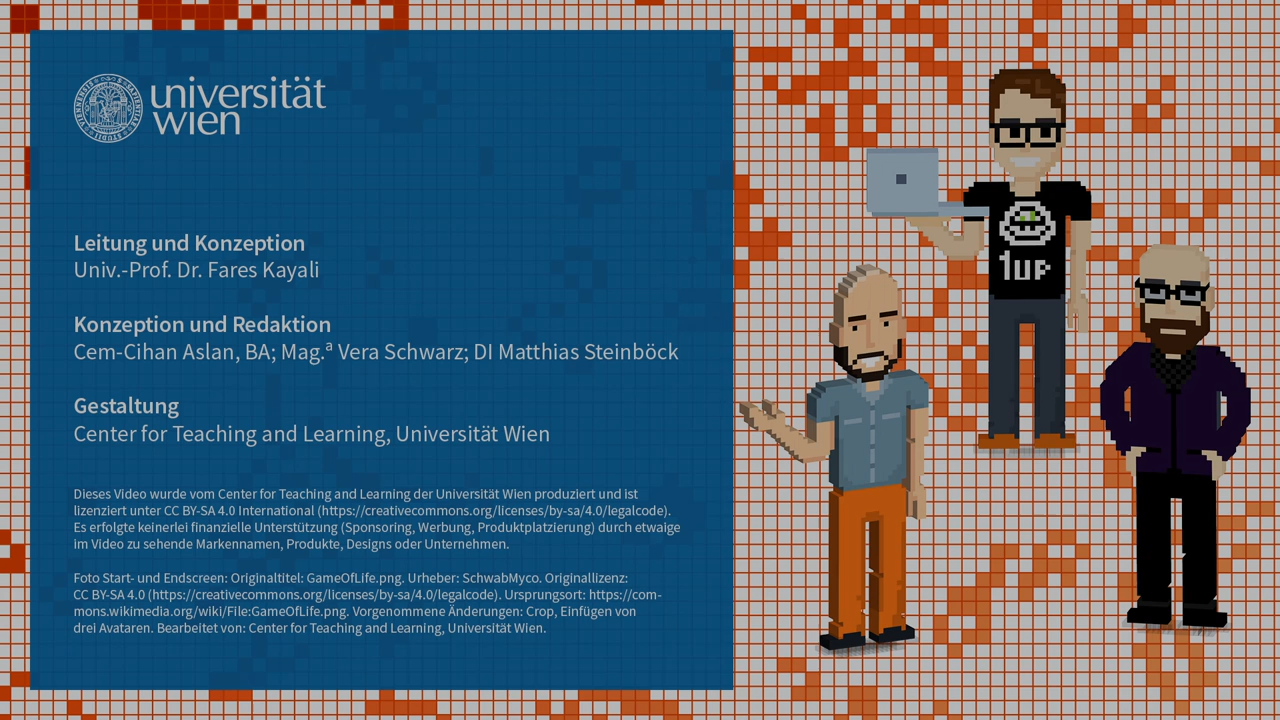 universität
wien
Leitung und Konzeption
Univ.-Prof. Dr. Fares Kayali
Konzeption und Redaktion
Cem-Cihan Aslan, BA; Mag.ª Vera Schwarz; DI Matthias Steinböck
Gestaltung
Center for Teaching and Learning, Universität Wien
Dieses Video wurde vom Center for Teaching and Learning der Universität Wien produziert und ist
lizenziert unter CC BY-SA 4.0 International (https://creativecommons.org/licenses/by-sa/4.0/legalcode).
Es erfolgte keinerlei finanzielle Unterstützung (Sponsoring, Werbung, Produktplatzierung) durch etwaige
im Video zu sehende Markennamen, Produkte, Designs oder Unternehmen.
Foto Start- und Endscreen: Originaltitel: GameOfLife.png. Urheber: SchwabMyco. Originallizenz:
CC BY-SA 4.0 (https://creativecommons.org/licenses/by-sa/4.0/legalcode). Ursprungsort: https://com-
mons.wikimedia.org/wiki/File:GameOfLife.png. Vorgenommene Änderungen: Crop, Einfügen von
drei Avataren. Bearbeitet von: Center for Teaching and Learning, Universität Wien.
1UP